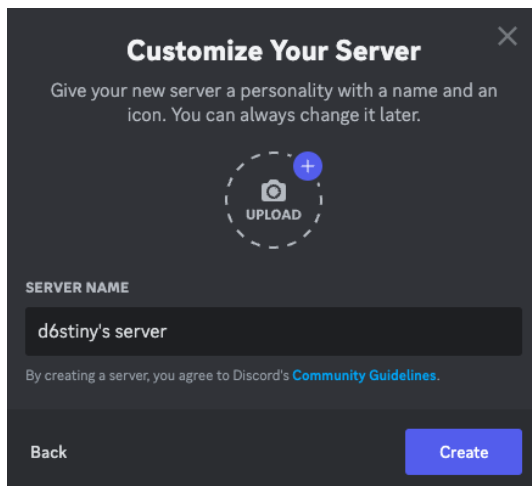 Customize Your Server
Give your new server a personality with a name and an
icon. You can always change it later.
UPLOAD
SERVER NAME
d6stiny's server
By creating a server, you agree to Discord's Community Guidelines.
Back
Create